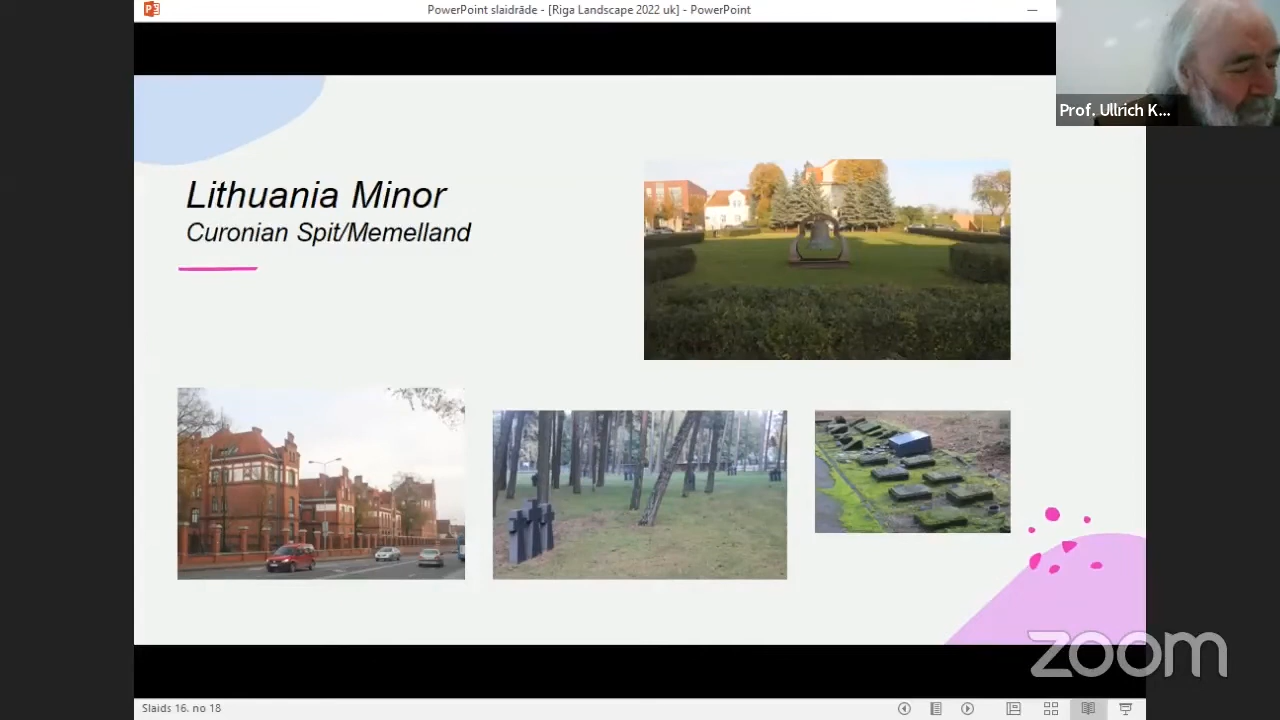 PowerPoint slaidrāde - [Riga Landscape 2022 uk] - PowerPoint
Prof. Ullrich K...
Lithuania Minor
Curonian Spit/Memelland
zoom
Slaids 16. no 18